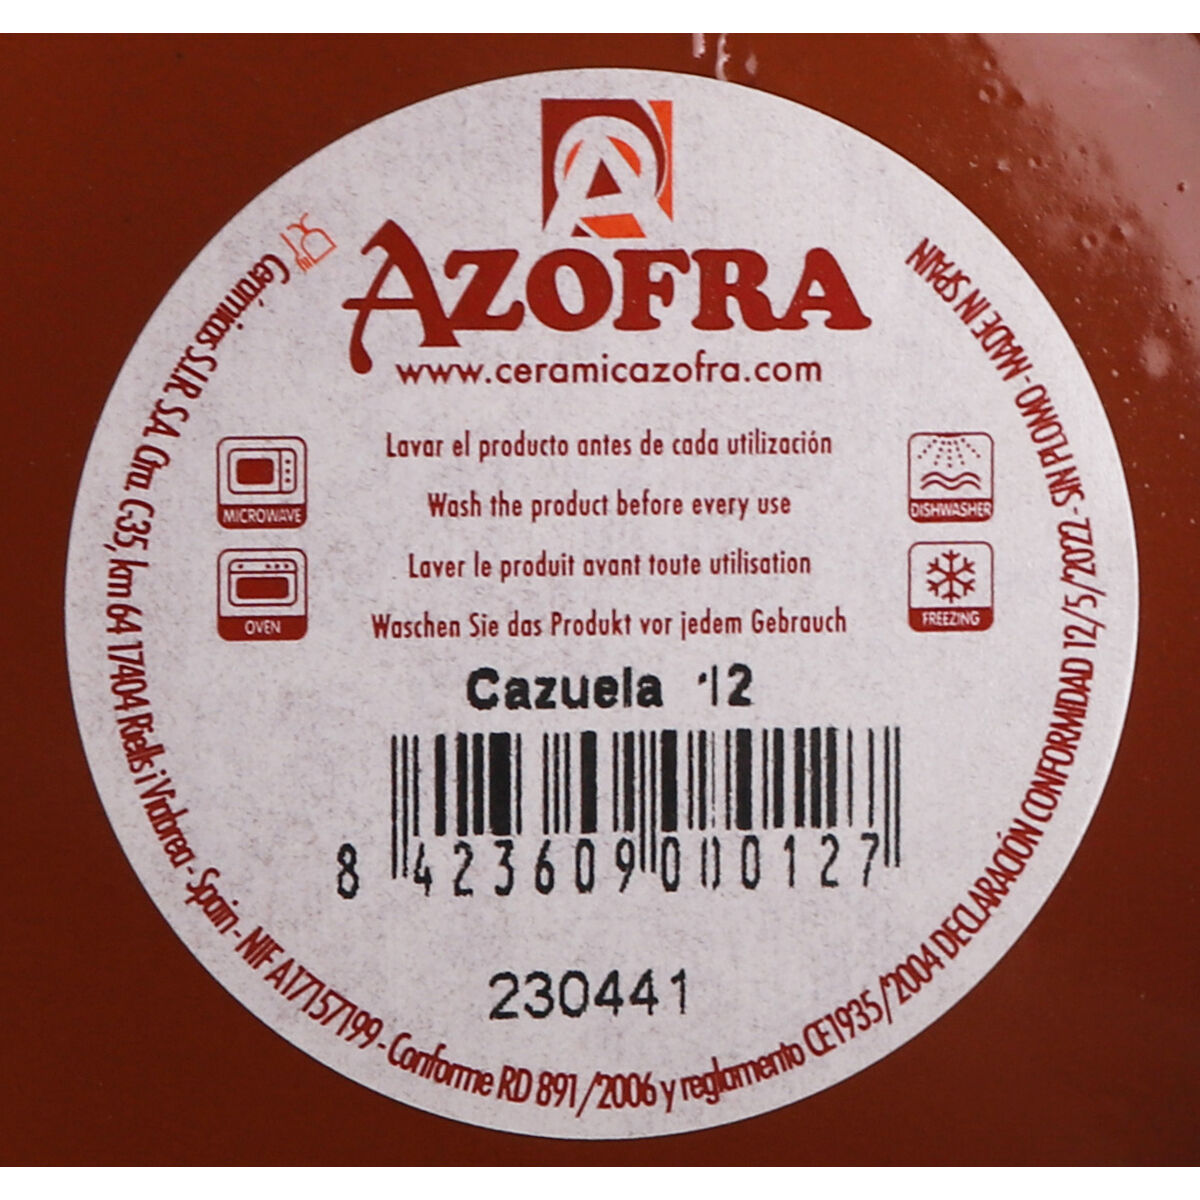 AZOFRA
www.ceramicazofra.com
Lavar el producto antes de cada utilización
Wash the product before every use
Laver le produit avant toute utilisation
Waschen Sie das Produkt vor jedem Gebrauch
MICROWAVE
OVEN
DISHWASHER
FREEZING
Cazuela 12
8 423609 000127
230441
Cerámicas S.I.R. S.A. Ctra. C35, km 64 17404 Riells i Viabrea - Spain - NIF A17157199 - Conforme RD 891/2006 y reglamento CE1935/2004 DECLARACIÓN CONFORMIDAD 12/5/2022 - SIN PLOMO - MADE IN SPAIN